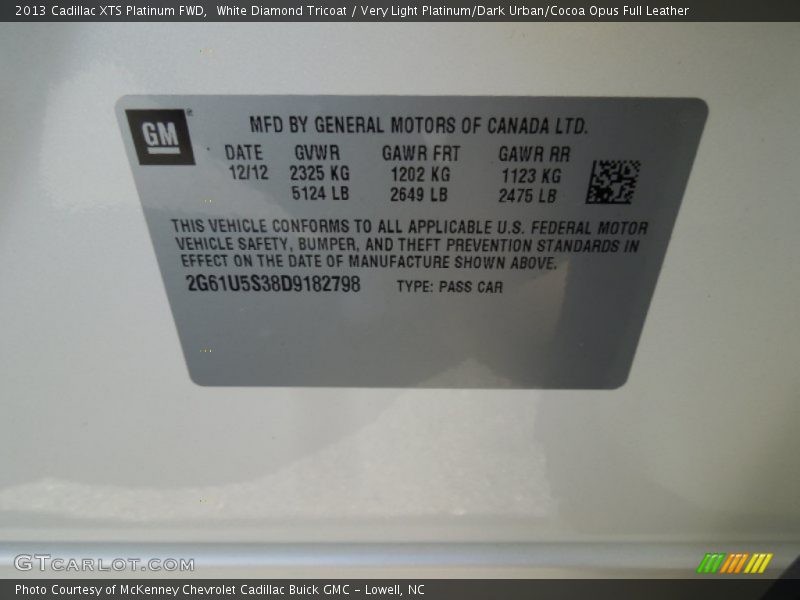 2013 Cadillac XTS Platinum FWD,  White Diamond Tricoat / Very Light Platinum/Dark Urban/Cocoa Opus Full Leather
GM®
MFD BY GENERAL MOTORS OF CANADA LTD.
DATE GVWR GAWR FRT GAWR RR
12/12 2325 KG 1202 KG 1123 KG
5124 LB 2649 LB 2475 LB
THIS VEHICLE CONFORMS TO ALL APPLICABLE U.S. FEDERAL MOTOR
VEHICLE SAFETY, BUMPER, AND THEFT PREVENTION STANDARDS IN
EFFECT ON THE DATE OF MANUFACTURE SHOWN ABOVE.
2G61U5S38D9182798 TYPE: PASS CAR
GTCARLOT.COM
Photo Courtesy of McKenney Chevrolet Cadillac Buick GMC - Lowell, NC